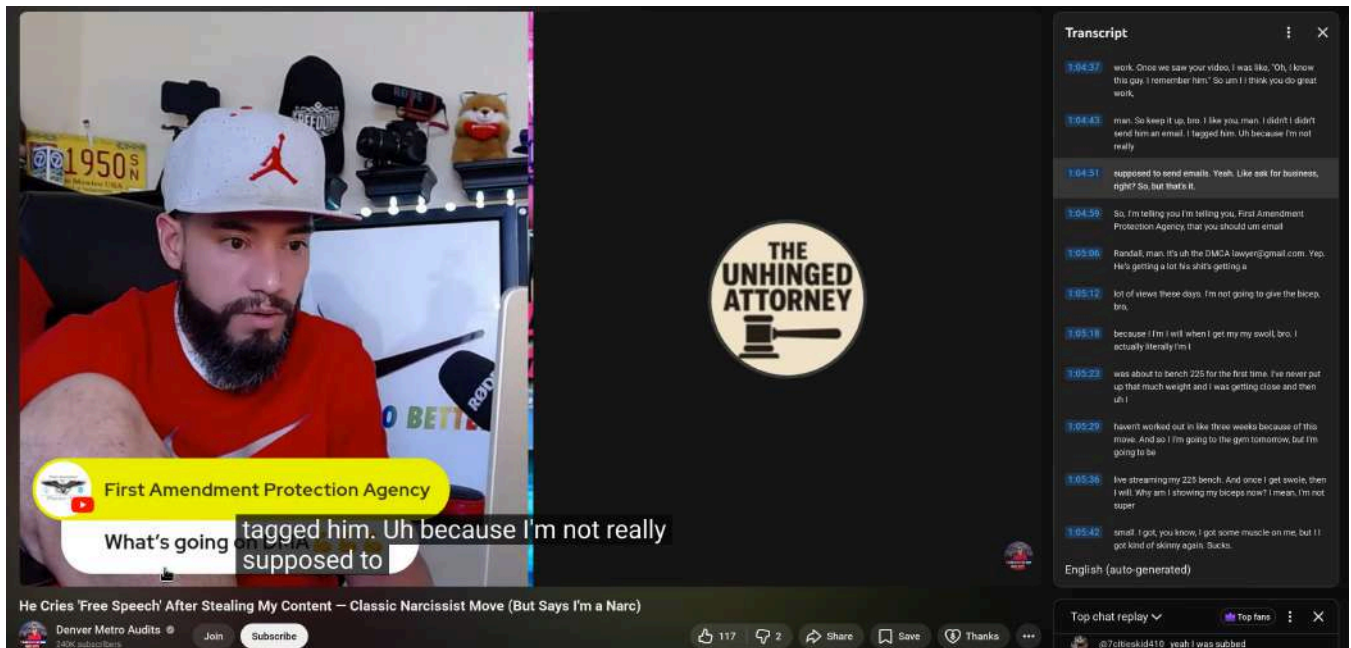 FREEDOM
1950 S N
O BETTE
RØDE
First Amendment Protection Agency
What's going on DMA
tagged him. Uh because I'm not really
supposed to
THE
UNHINGED
ATTORNEY
He Cries 'Free Speech' After Stealing My Content — Classic Narcissist Move (But Says I'm a Narc)
Denver Metro Audits
240K subscribers
Join
Subscribe
117
2
Share
Save
Thanks
Transcript
1:04:37 work. Once we saw your video, I was like, "Oh, I know
this guy. I remember him." So um I I think you do great
work,
1:04:43 man. So keep it up, bro. I like you, man. I didn't I didn't
send him an email. I tagged him. Uh because I'm not
really
1:04:51 supposed to send emails. Yeah. Like ask for business,
right? So, but that's it.
1:04:59 So, I'm telling you I'm telling you, First Amendment
Protection Agency, that you should um email
1:05:06 Randall, man. It's uh the DMCA lawyer@gmail.com. Yep.
He's getting a lot his shit's getting a
1:05:12 lot of views these days. I'm not going to give the bicep,
bro,
1:05:18 because I I'm I will when I get my my swoll, bro. I
actually literally I'm I
1:05:23 was about to bench 225 for the first time. I've never put
up that much weight and I was getting close and then
uh I
1:05:29 haven't worked out in like three weeks because of this
move. And so I I'm going to the gym tomorrow, but I'm
going to be
1:05:36 live streaming my 225 bench. And once I get swole, then
I will. Why am I showing my biceps now? I mean, I'm not
super
1:05:42 small. I got, you know, I got some muscle on me, but I I
got kind of skinny again. Sucks.
English (auto-generated)
Top chat replay
Top fans
@7citieskid410 yeah I was subbed